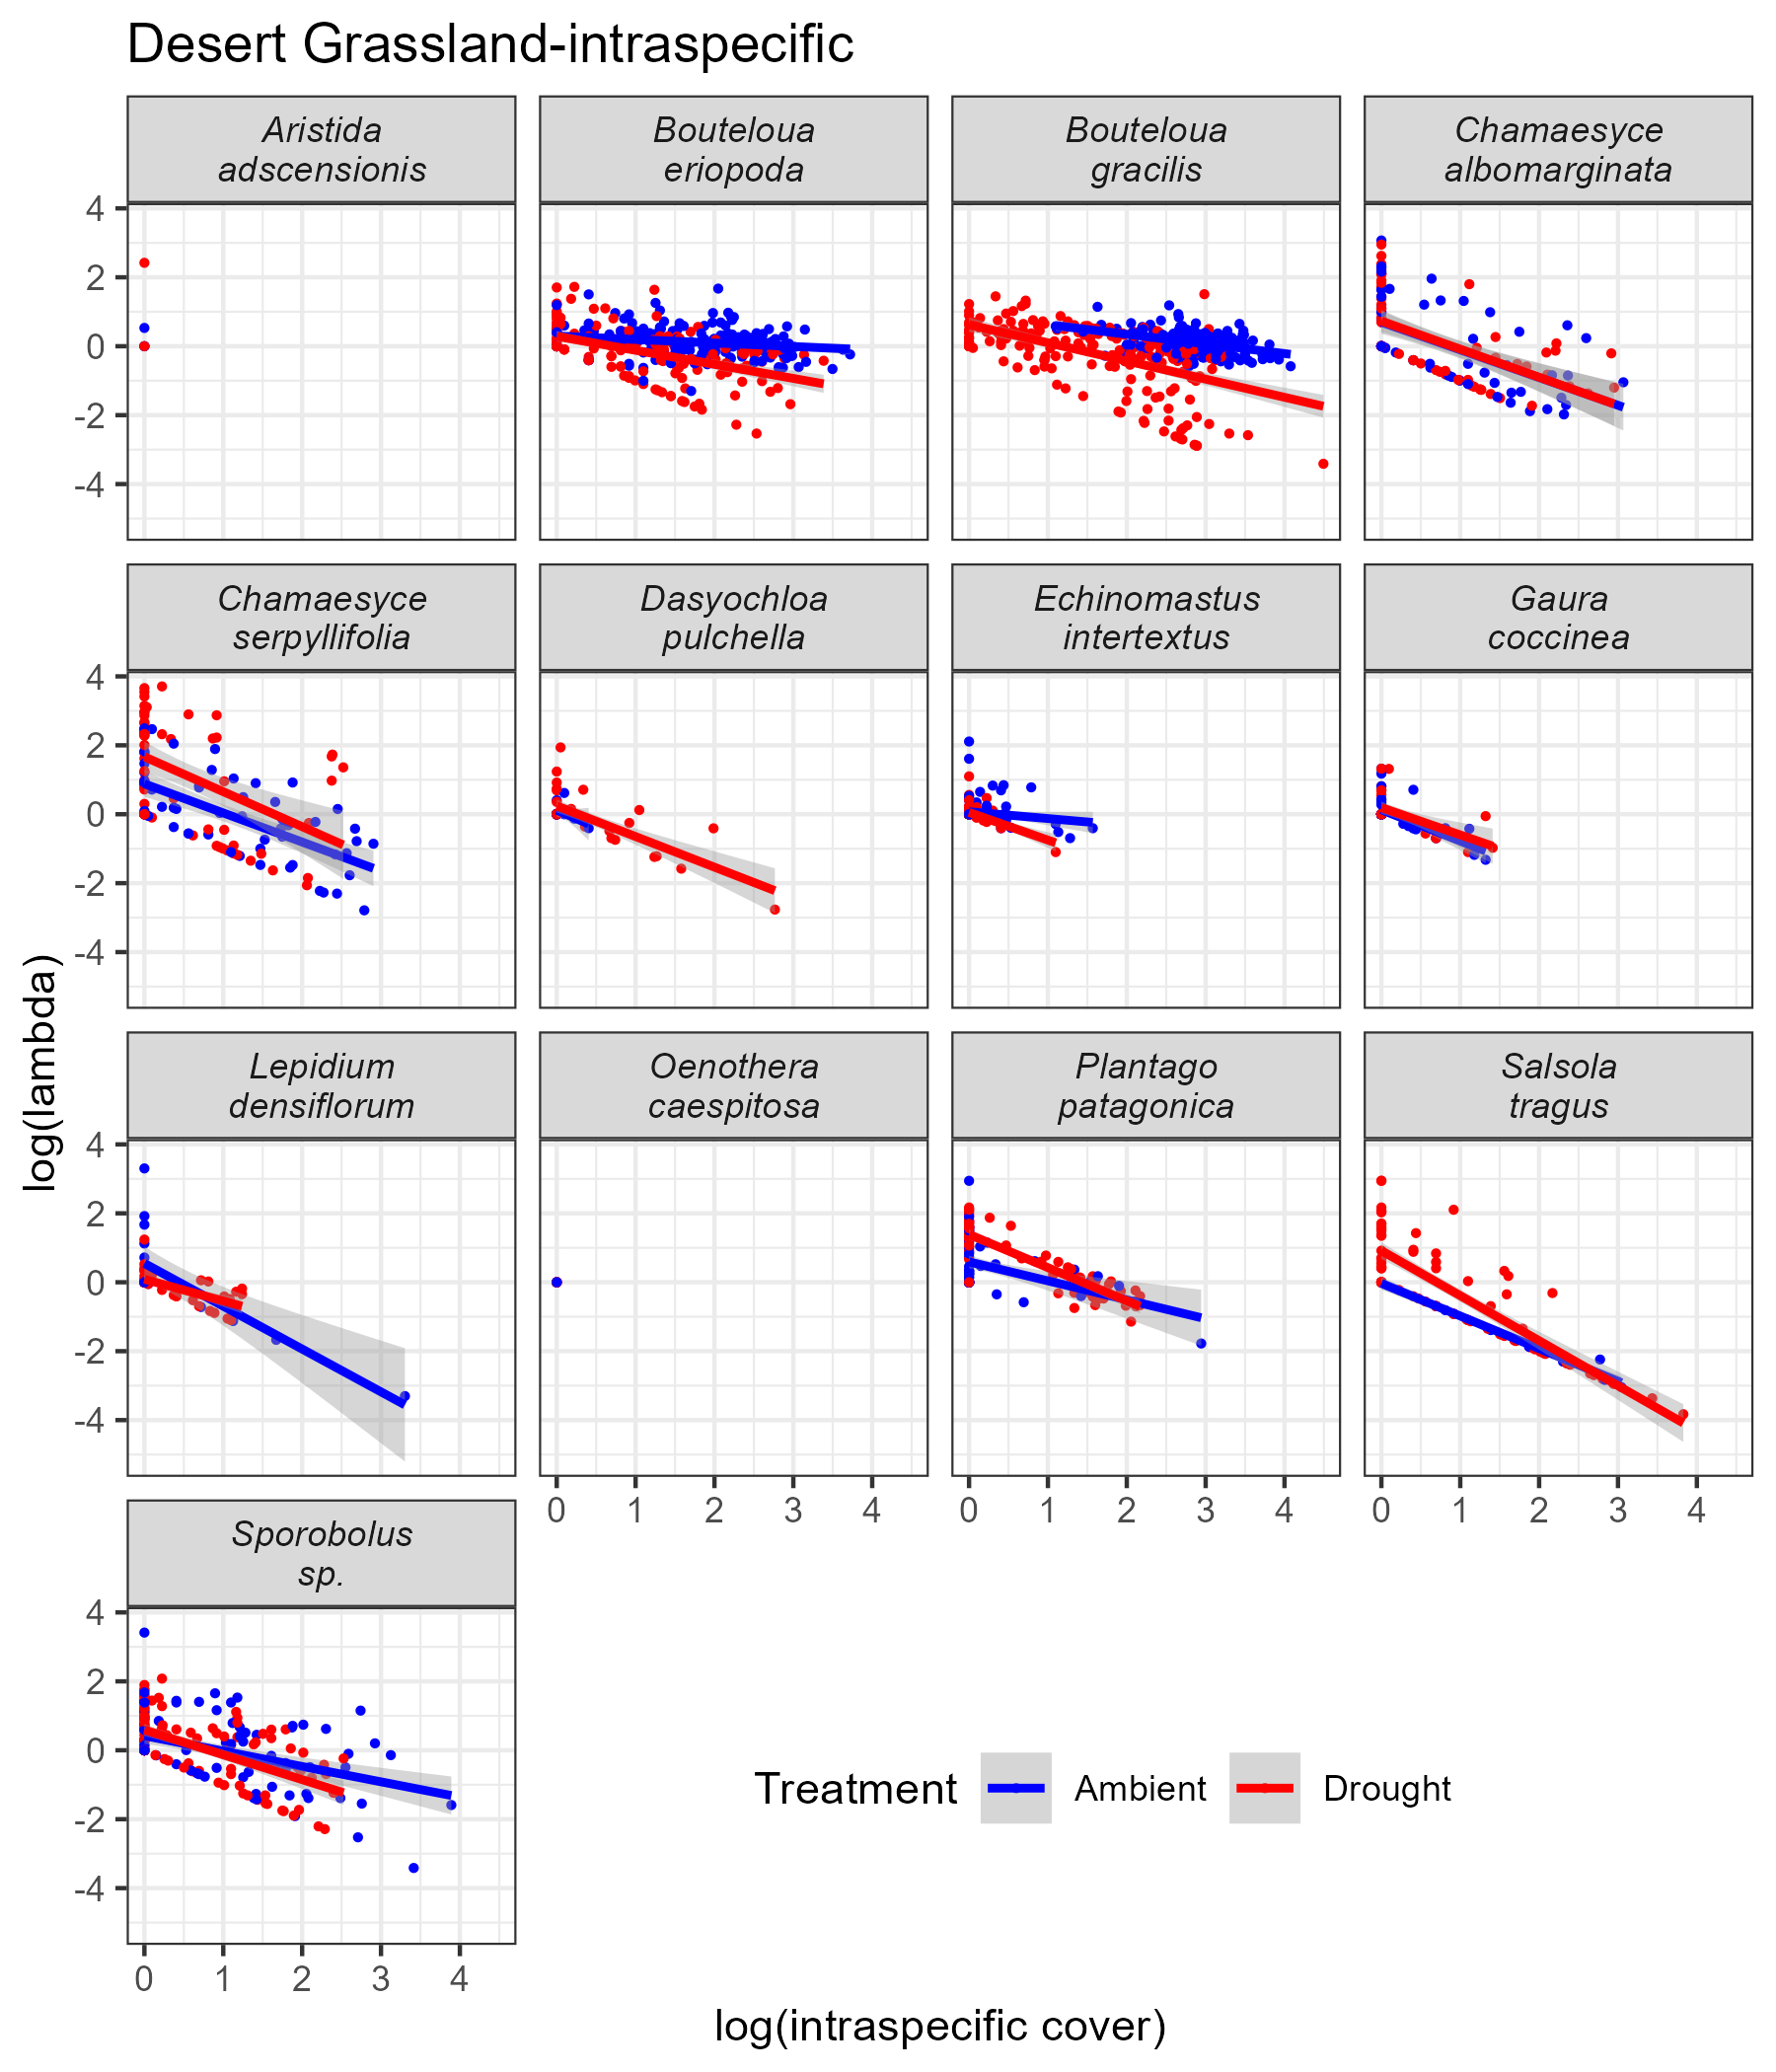 Desert Grassland-intraspecific
Aristida
adscensionis
Bouteloua
eriopoda
Bouteloua
gracilis
Chamaesyce
albomarginata
4
2
0
-2
-4
Chamaesyce
serpyllifolia
Dasyochloa
pulchella
Echinomastus
intertextus
Gaura
coccinea
4
2
0
-2
-4
log(lambda)
Lepidium
densiflorum
Oenothera
caespitosa
Plantago
patagonica
Salsola
tragus
4
2
0
-2
-4
0 1 2 3 4
0 1 2 3 4
0 1 2 3 4
Sporobolus
sp.
4
2
0
-2
-4
0 1 2 3 4
Treatment Ambient Drought
log(intraspecific cover)